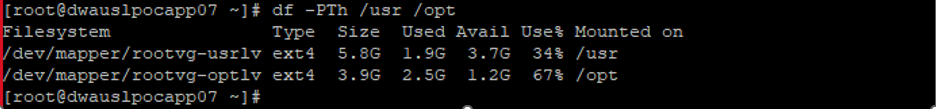 [root@dwauslpocapp07 ~]# df -PTh /usr /opt
Filesystem Type Size Used Avail Use% Mounted on
/dev/mapper/rootvg-usrlv ext4 5.8G 1.9G 3.7G 34% /usr
/dev/mapper/rootvg-optlv ext4 3.9G 2.5G 1.2G 67% /opt
[root@dwauslpocapp07 ~]#